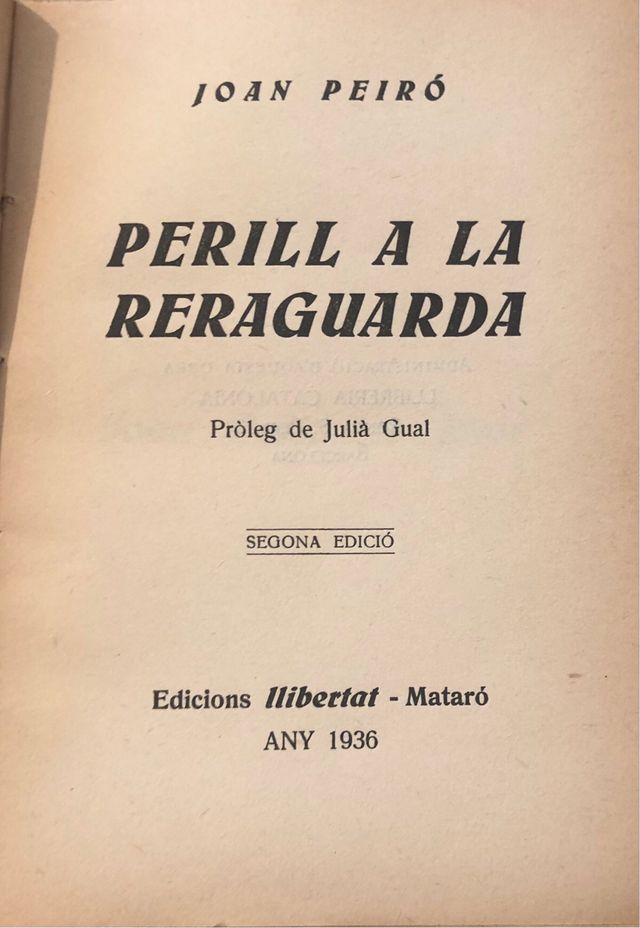 JOAN PEIRÓ
PERILL A LA
RERAGUARDA
Pròleg de Julià Gual
SEGONA EDICIÓ
Edicions llibertat - Mataró
ANY 1936